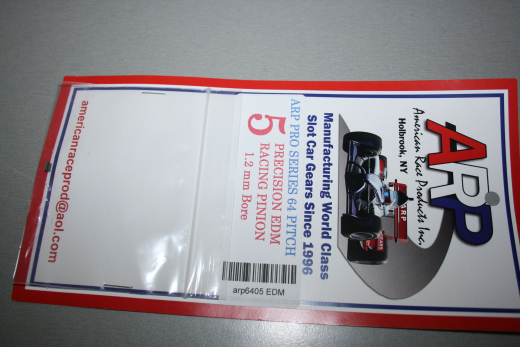 ARP
American Race Products Inc.
Holbrook, NY
ARP
Manufacturing World Class
Slot Car Gears Since 1996
ARP PRO SERIES 64 PITCH
5
PRECISION EDM
RACING PINION
1.2 mm Bore
arp6405 EDM
americanraceprod@aol.com